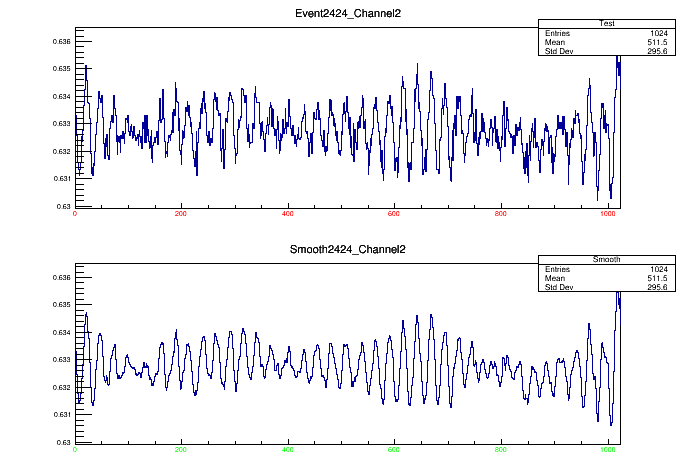 Event2424_Channel2
Test
Entries 1024
Mean 511.5
Std Dev 295.6
0.636
0.635
0.634
0.633
0.632
0.631
0.63
0 200 400 600 800 1000
Smooth2424_Channel2
Smooth
Entries 1024
Mean 511.5
Std Dev 295.6
0.636
0.635
0.634
0.633
0.632
0.631
0.63
0 200 400 600 800 1000